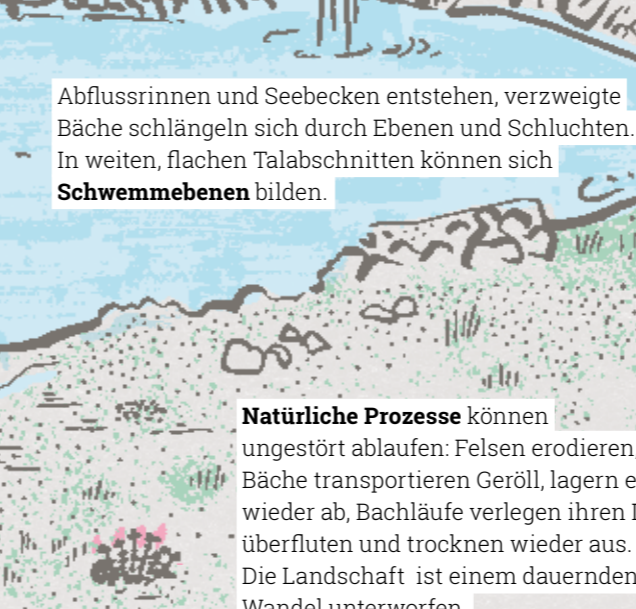 Abflussrinnen und Seebecken entstehen, verzweigte
Bäche schlängeln sich durch Ebenen und Schluchten.
In weiten, flachen Talabschnitten können sich
Schwemmebenen bilden.
Natürliche Prozesse können
ungestört ablaufen: Felsen erodieren,
Bäche transportieren Geröll, lagern
wieder ab, Bachläufe verlegen ihren
überfluten und trocknen wieder aus.
Die Landschaft ist einem dauernden
Wandel unterworfen